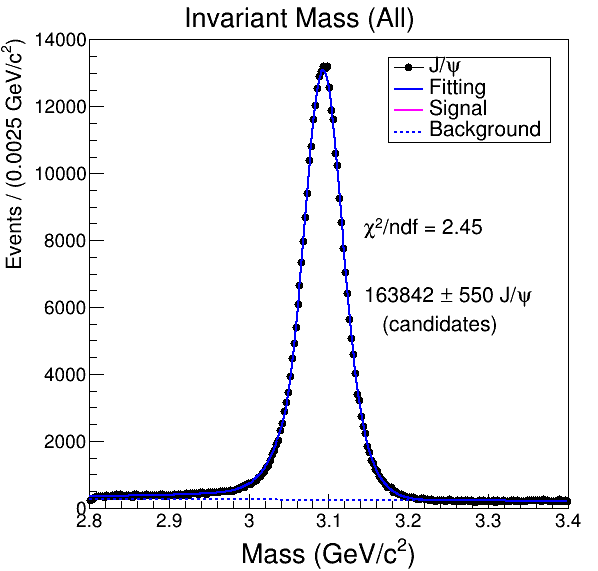 Invariant Mass (All)
Events / (0.0025 GeV/c²)
14000
12000
10000
8000
6000
4000
2000
0
J/ψ
Fitting
Signal
Background
χ²/ndf = 2.45
163842 ± 550 J/ψ
(candidates)
2.8 2.9 3 3.1 3.2 3.3 3.4
Mass (GeV/c²)